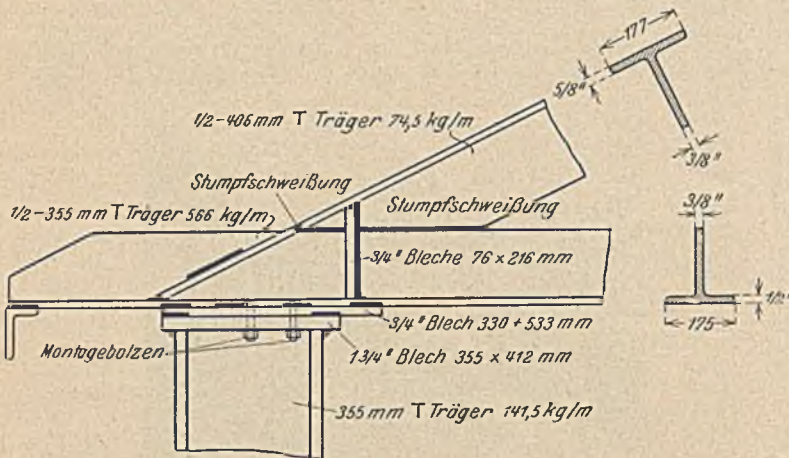 177
5/8"
1/2-406 mm T Träger 74,5 kg/m
3/8"
Stumpfschweißung
3/8"
1/2-355 mm T Träger 566 kg/m
Stumpfschweißung
3/4" Bleche 76 x 216 mm
1/2"
175
3/4" Blech 330 + 533 mm
Montagebolzen
1 3/4" Blech 355 x 412 mm
355 mm T Träger 141,5 kg/m